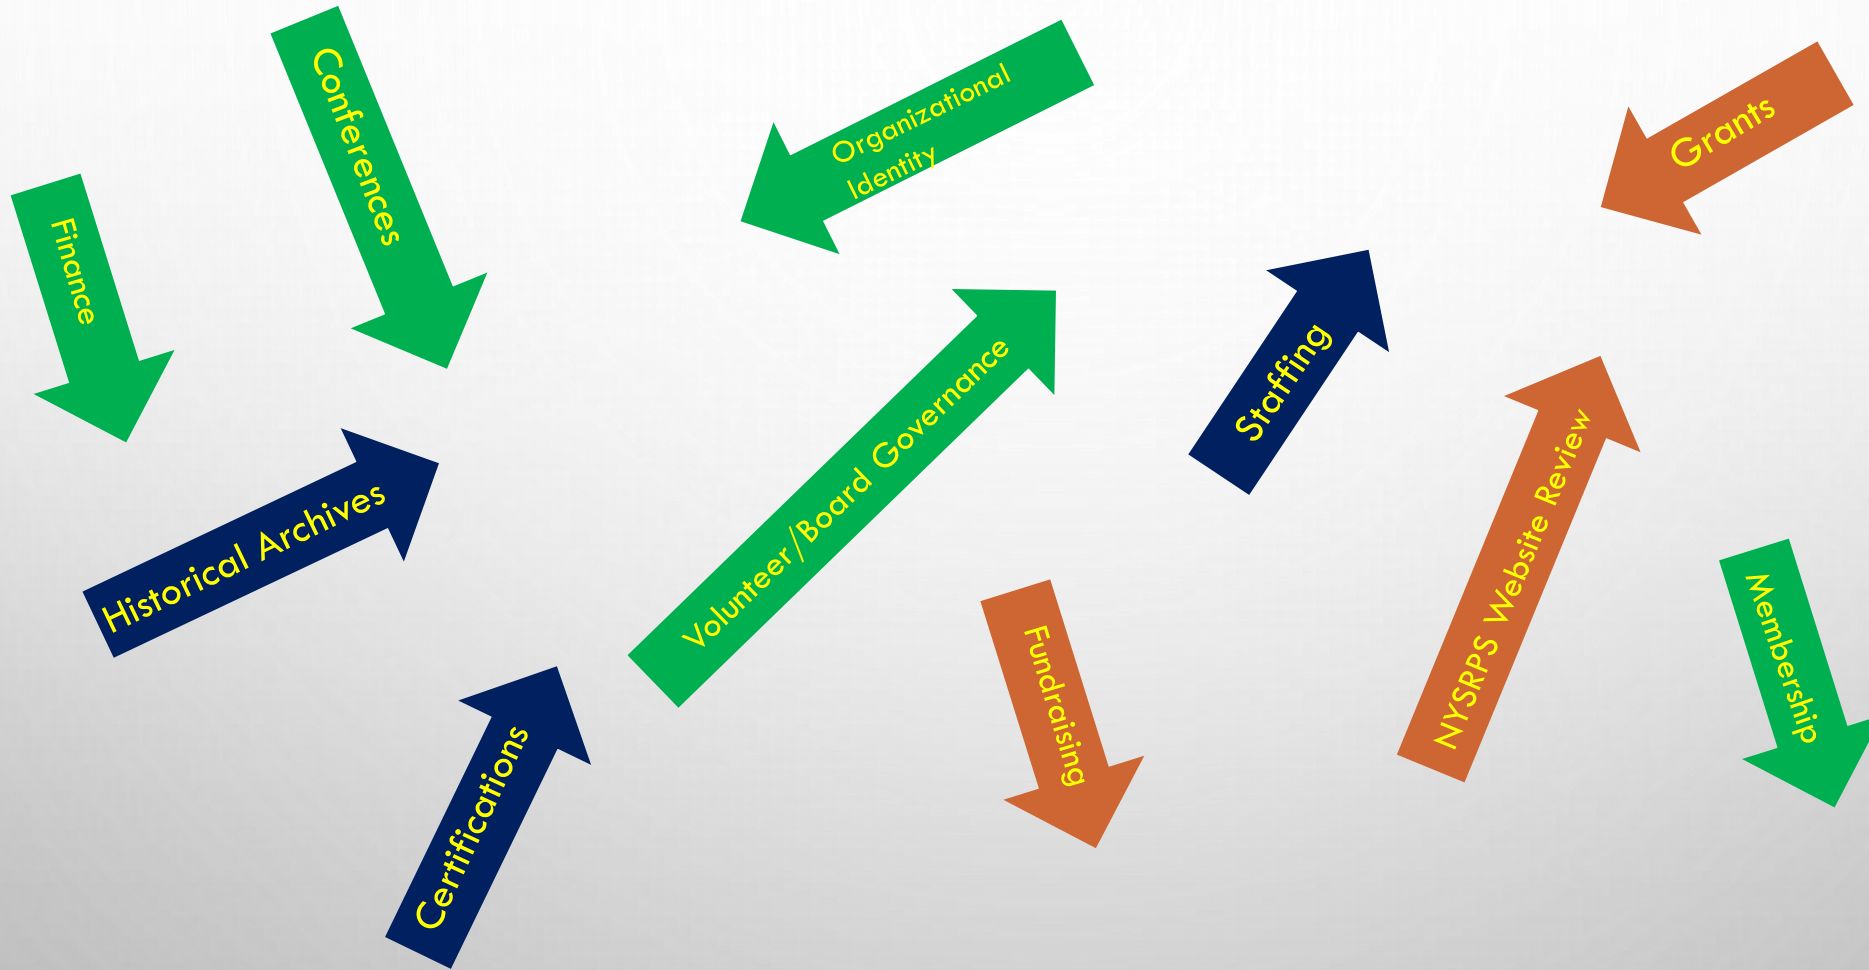 Conferences
Organizational
Identity
Grants
Finance
Staffing
Historical Archives
Volunteer/Board Governance
NYSRPS Website Review
Fundraising
Membership
Certifications